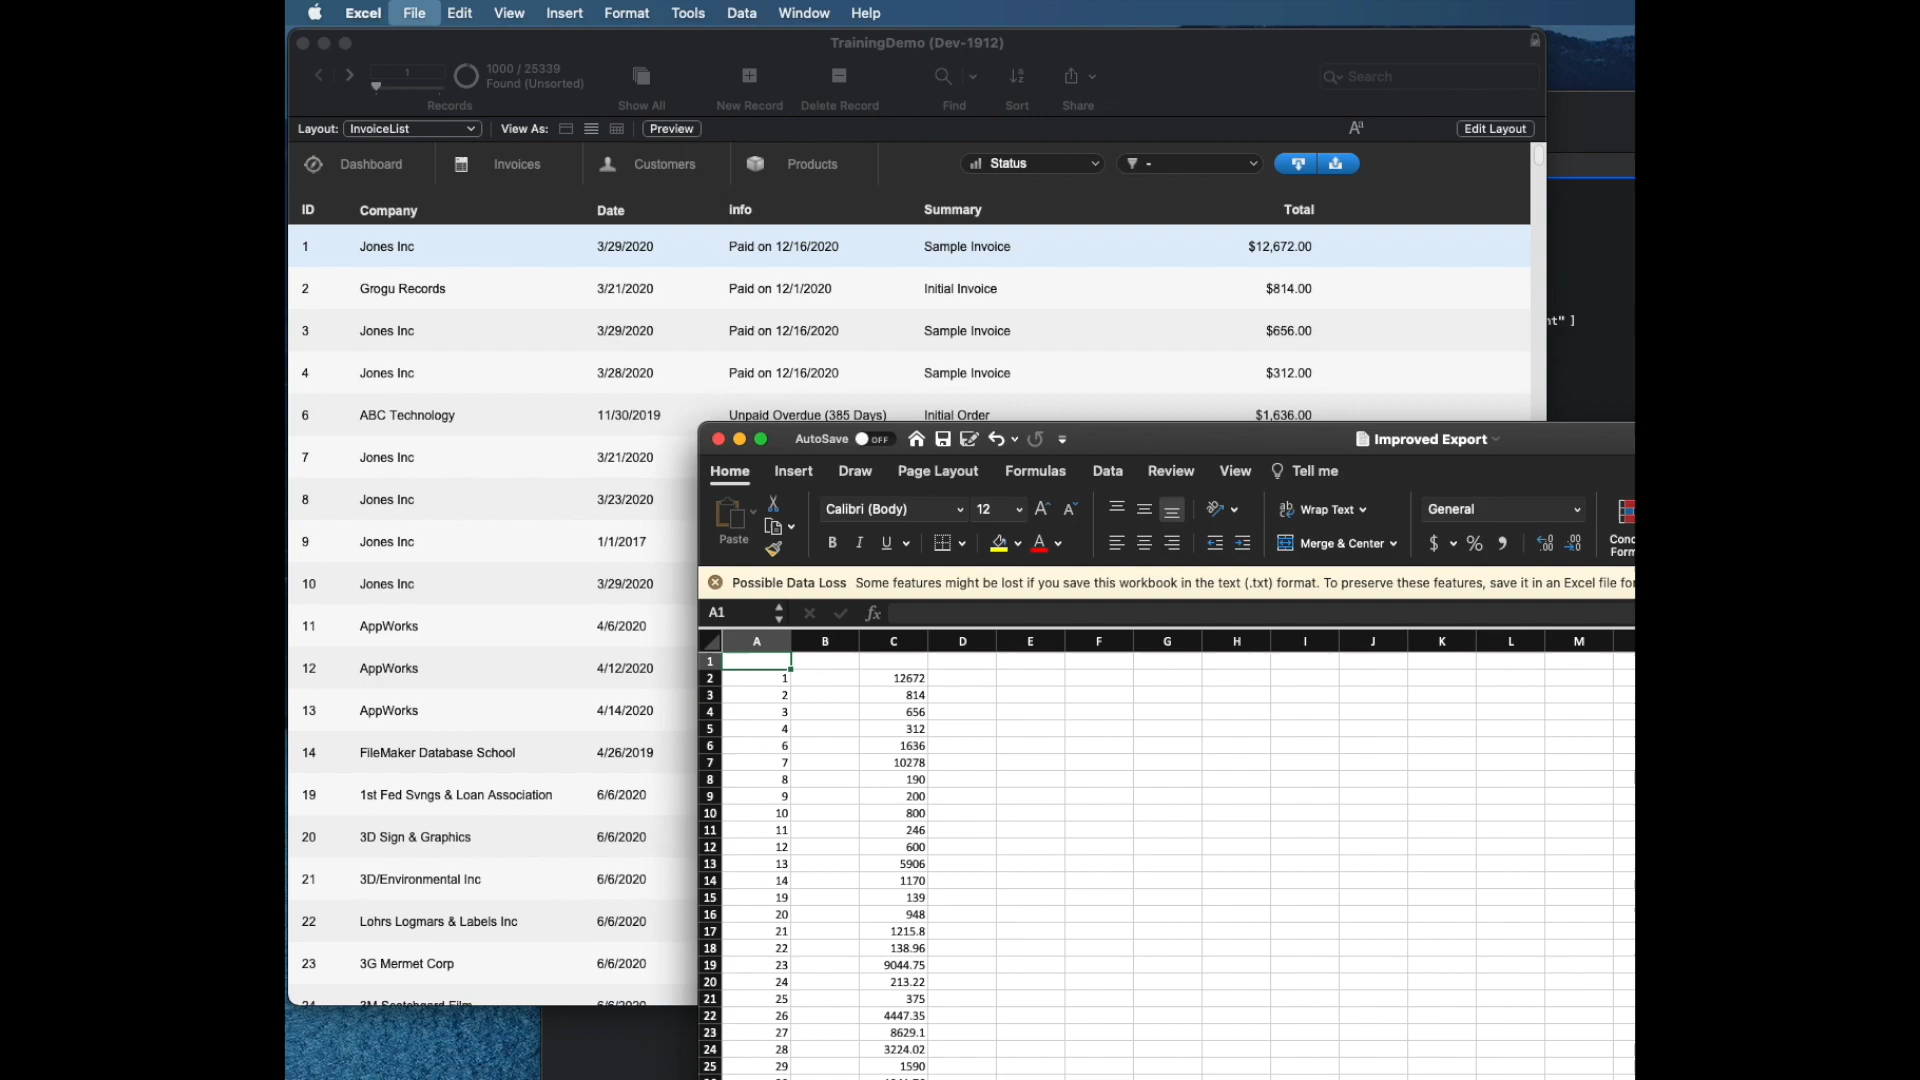 Excel File Edit View Insert Format Tools Data Window Help
TrainingDemo (Dev-1912)
1 1000 / 25339 Found (Unsorted) Search
Records Show All New Record Delete Record Find Sort Share
Layout: InvoiceList View As: Preview Edit Layout
Dashboard Invoices Customers Products Status -
ID Company Date info Summary Total
1 Jones Inc 3/29/2020 Paid on 12/16/2020 Sample Invoice $12,672.00
2 Grogu Records 3/21/2020 Paid on 12/1/2020 Initial Invoice $814.00
3 Jones Inc 3/29/2020 Paid on 12/16/2020 Sample Invoice $656.00
nt" ]
4 Jones Inc 3/28/2020 Paid on 12/16/2020 Sample Invoice $312.00
6 ABC Technology 11/30/2019 Unpaid Overdue (385 Days) Initial Order $1,636.00
7 Jones Inc 3/21/2020
8 Jones Inc 3/23/2020
9 Jones Inc 1/1/2017
10 Jones Inc 3/29/2020
11 AppWorks 4/6/2020
12 AppWorks 4/12/2020
13 AppWorks 4/14/2020
14 FileMaker Database School 4/26/2019
19 1st Fed Svngs & Loan Association 6/6/2020
20 3D Sign & Graphics 6/6/2020
21 3D/Environmental Inc 6/6/2020
22 Lohrs Logmars & Labels Inc 6/6/2020
23 3G Mermet Corp 6/6/2020
24 3M Scotchgard Film 6/6/2020
AutoSave OFF Improved Export
Home Insert Draw Page Layout Formulas Data Review View Tell me
Paste Calibri (Body) 12 Wrap Text General
B I U Merge & Center $ % Conc
Form
Possible Data Loss Some features might be lost if you save this workbook in the text (.txt) format. To preserve these features, save it in an Excel file for
A1 fx
A B C D E F G H I J K L M
1
2 1 12672
3 2 814
4 3 656
5 4 312
6 6 1636
7 7 10278
8 8 190
9 9 200
10 10 800
11 11 246
12 12 600
13 13 5906
14 14 1170
15 19 139
16 20 948
17 21 1215.8
18 22 138.96
19 23 9044.75
20 24 213.22
21 25 375
22 26 4447.35
23 27 8629.1
24 28 3224.02
25 29 1590